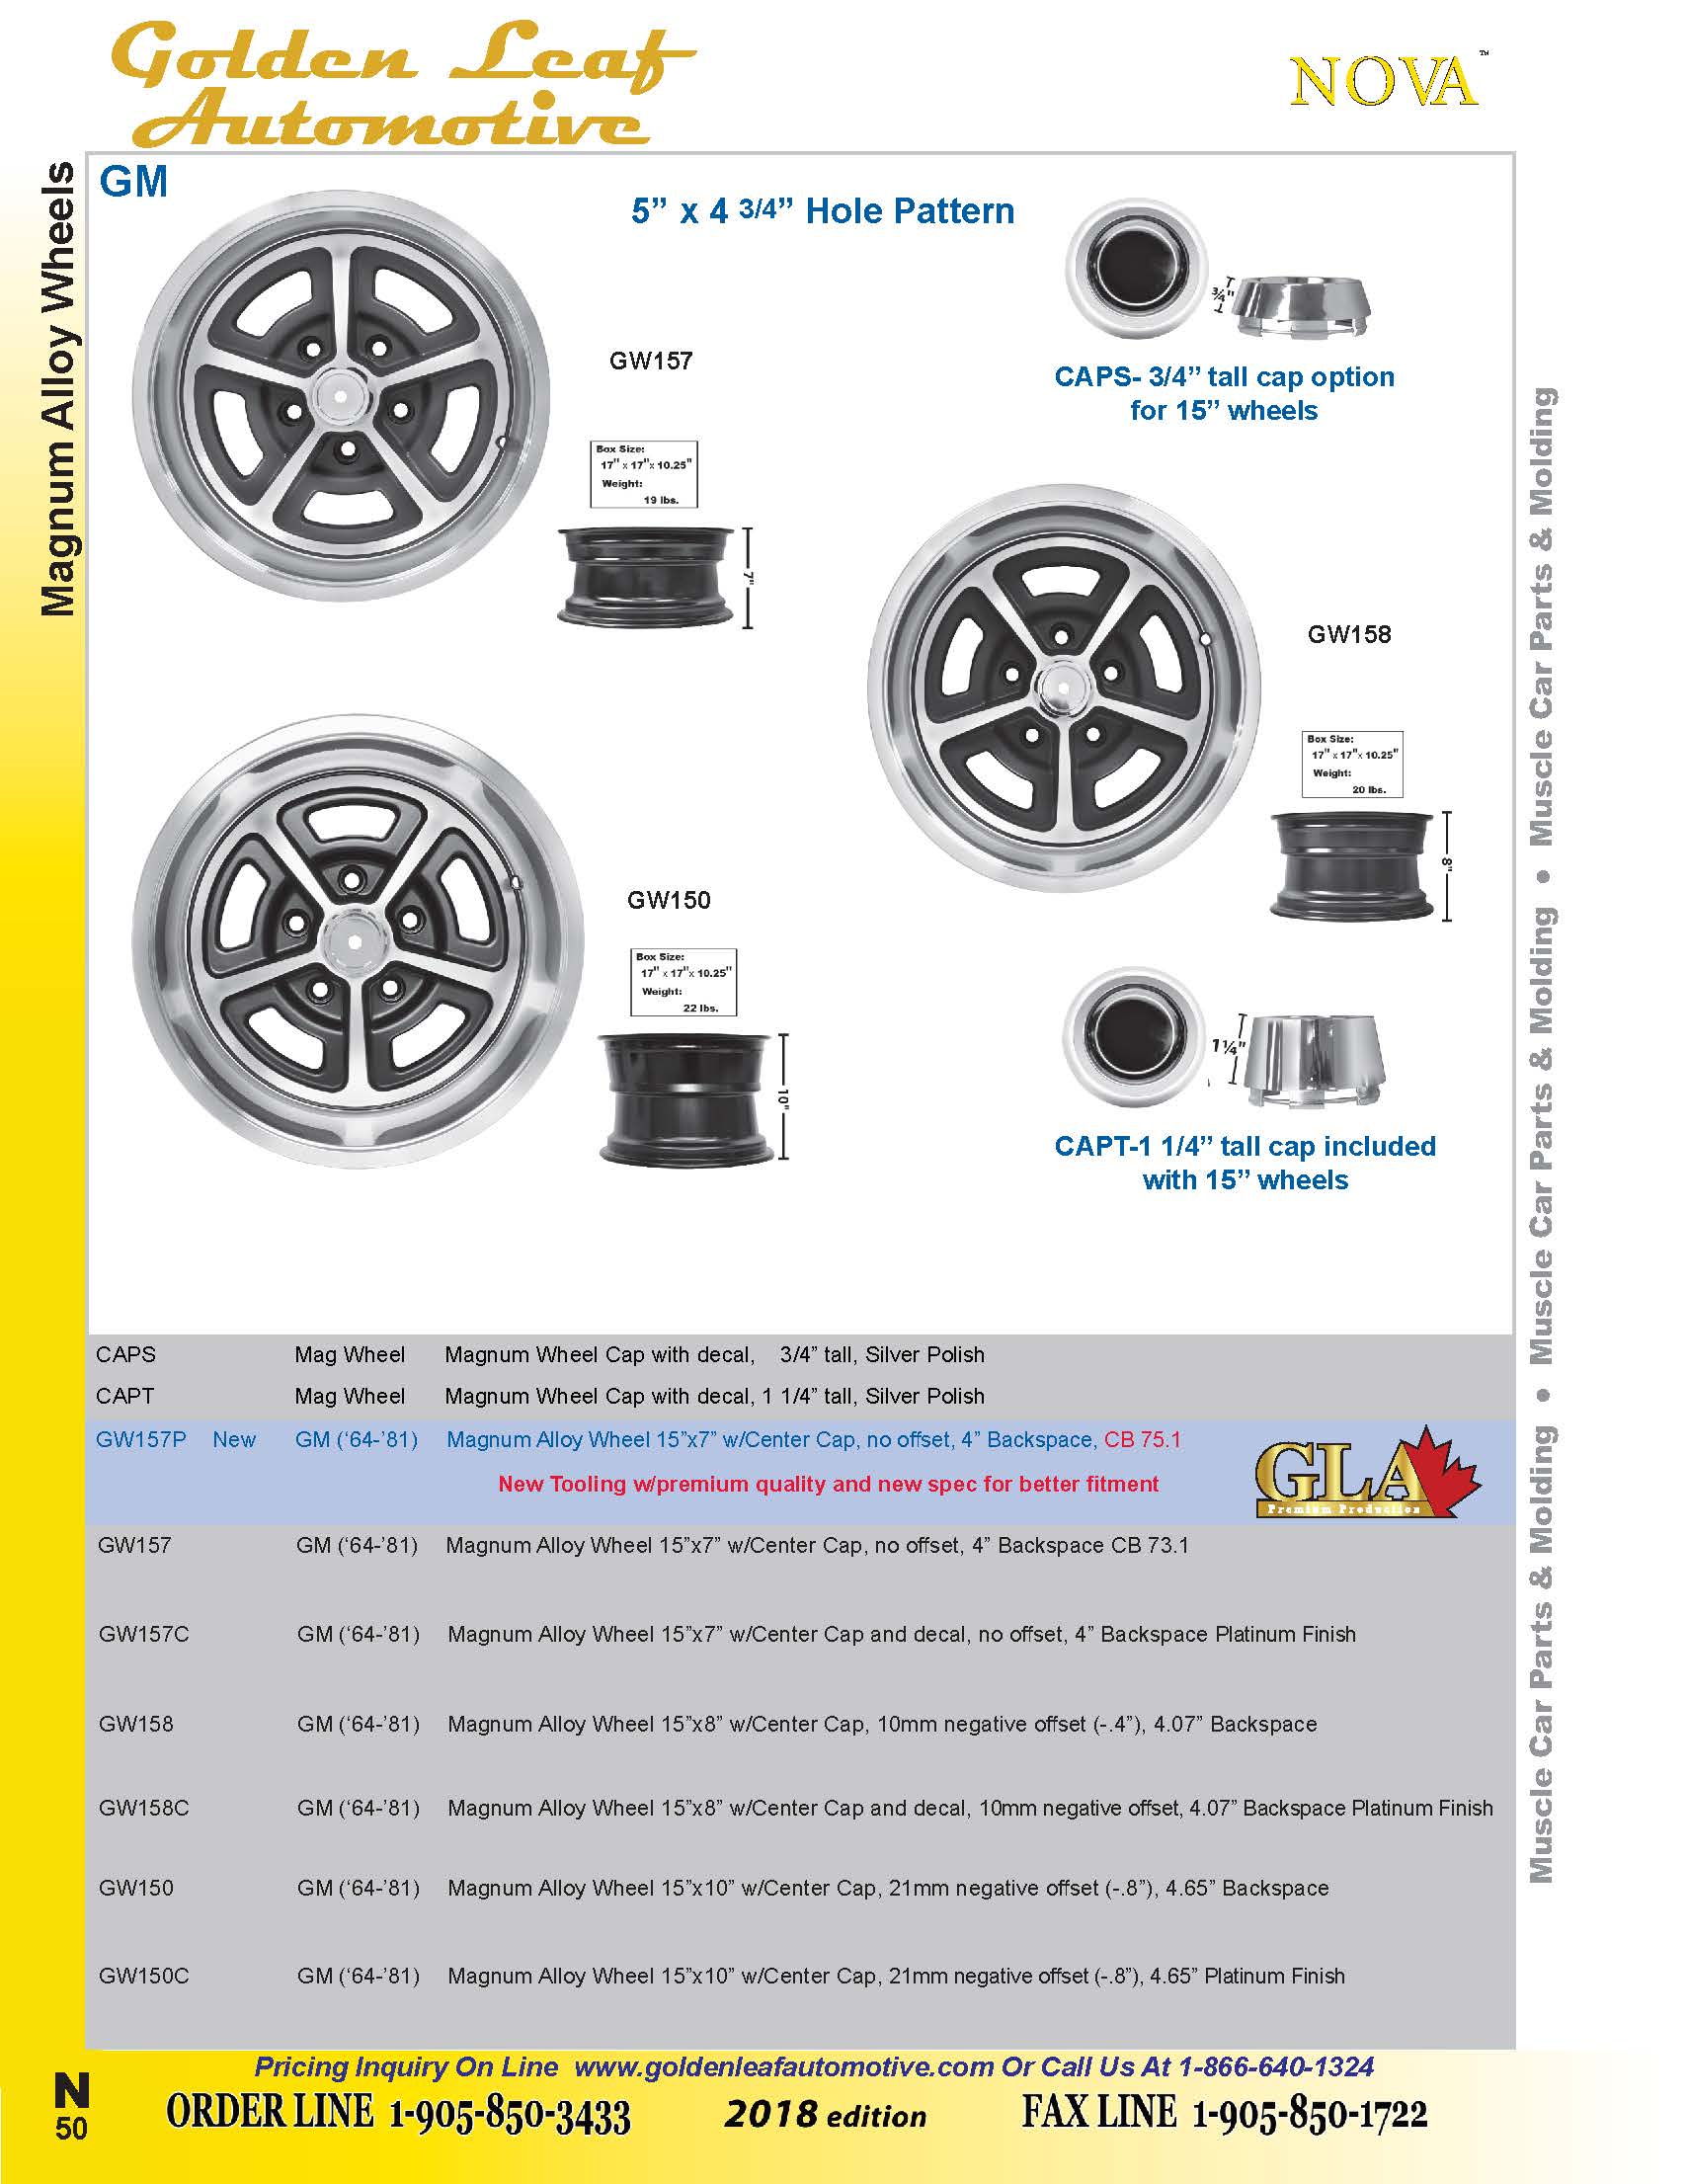 Golden Leaf
Automotive
NOVA™
Magnum Alloy Wheels
GM
5” x 4 3/4” Hole Pattern
GW157
Box Size:
17" x 17"x 10.25"
Weight:
19 lbs.
7"
3/4"
CAPS- 3/4” tall cap option
for 15” wheels
GW158
Box Size:
17" x 17"x 10.25"
Weight:
20 lbs.
8"
GW150
Box Size:
17" x 17"x 10.25"
Weight:
22 lbs.
10"
1 1/4"
CAPT-1 1/4” tall cap included
with 15” wheels
CAPS Mag Wheel Magnum Wheel Cap with decal, 3/4” tall, Silver Polish
CAPT Mag Wheel Magnum Wheel Cap with decal, 1 1/4” tall, Silver Polish
GW157P New GM (‘64-’81) Magnum Alloy Wheel 15”x7” w/Center Cap, no offset, 4” Backspace, CB 75.1
New Tooling w/premium quality and new spec for better fitment
GLA
Premium Production
GW157 GM (‘64-’81) Magnum Alloy Wheel 15”x7” w/Center Cap, no offset, 4” Backspace CB 73.1
GW157C GM (‘64-’81) Magnum Alloy Wheel 15”x7” w/Center Cap and decal, no offset, 4” Backspace Platinum Finish
GW158 GM (‘64-’81) Magnum Alloy Wheel 15”x8” w/Center Cap, 10mm negative offset (-.4”), 4.07” Backspace
GW158C GM (‘64-’81) Magnum Alloy Wheel 15”x8” w/Center Cap and decal, 10mm negative offset, 4.07” Backspace Platinum Finish
GW150 GM (‘64-’81) Magnum Alloy Wheel 15”x10” w/Center Cap, 21mm negative offset (-.8”), 4.65” Backspace
GW150C GM (‘64-’81) Magnum Alloy Wheel 15”x10” w/Center Cap, 21mm negative offset (-.8”), 4.65” Platinum Finish
Muscle Car Parts & Molding • Muscle Car Parts & Molding • Muscle Car Parts & Molding
Pricing Inquiry On Line www.goldenleafautomotive.com Or Call Us At 1-866-640-1324
N
50
ORDER LINE 1-905-850-3433 2018 edition FAX LINE 1-905-850-1722